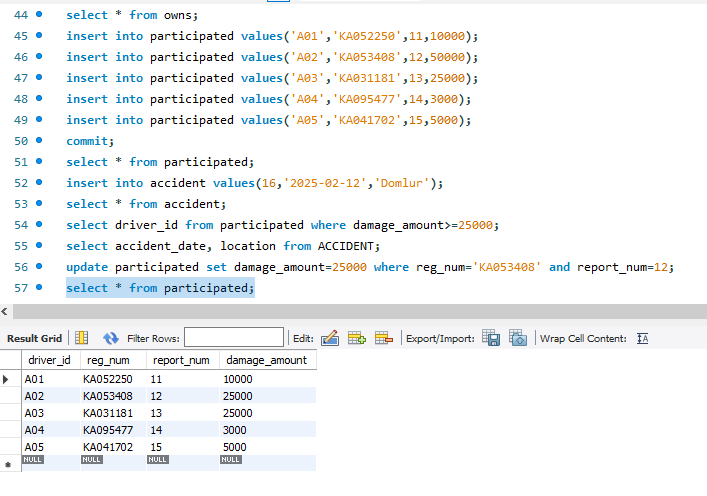 44 select * from owns;
45 insert into participated values('A01','KA052250',11,10000);
46 insert into participated values('A02','KA053408',12,50000);
47 insert into participated values('A03','KA031181',13,25000);
48 insert into participated values('A04','KA095477',14,3000);
49 insert into participated values('A05','KA041702',15,5000);
50 commit;
51 select * from participated;
52 insert into accident values(16,'2025-02-12','Domlur');
53 select * from accident;
54 select driver_id from participated where damage_amount>=25000;
55 select accident_date, location from ACCIDENT;
56 update participated set damage_amount=25000 where reg_num='KA053408' and report_num=12;
57 select * from participated;
Result Grid Filter Rows: Edit: Export/Import: Wrap Cell Content:
driver_id reg_num report_num damage_amount
A01 KA052250 11 10000
A02 KA053408 12 25000
A03 KA031181 13 25000
A04 KA095477 14 3000
A05 KA041702 15 5000
NULL NULL NULL NULL